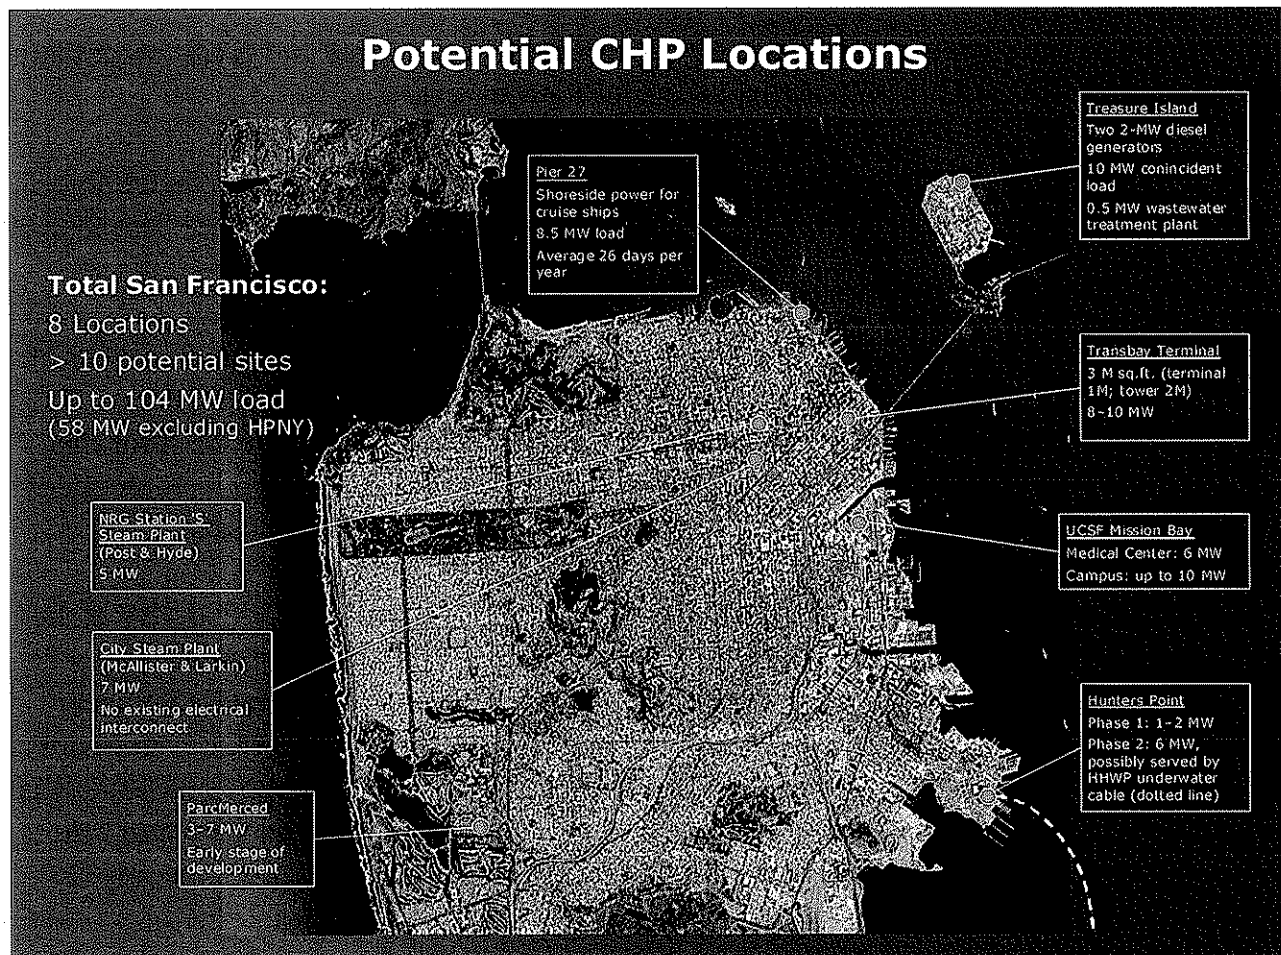 Potential CHP Locations
Total San Francisco:
8 Locations
> 10 potential sites
Up to 104 MW load
(58 MW excluding HPNY)
Pier 27
Shoreside power for
cruise ships
8.5 MW load
Average 26 days per
year
Treasure Island
Two 2-MW diesel
generators
10 MW conincident
load
0.5 MW wastewater
treatment plant
Transbay Terminal
3 M sq.ft. (terminal
1M; tower 2M)
8-10 MW
NRG Station 'S
Steam Plant
(Post & Hyde)
5 MW
UCSF Mission Bay
Medical Center: 6 MW
Campus: up to 10 MW
City Steam Plant
(McAllister & Larkin)
7 MW
No existing electrical
interconnect
Hunters Point
Phase 1: 1-2 MW
Phase 2: 6 MW,
possibly served by
HHWP underwater
cable (dotted line)
ParcMerced
3-7 MW
Early stage of
development